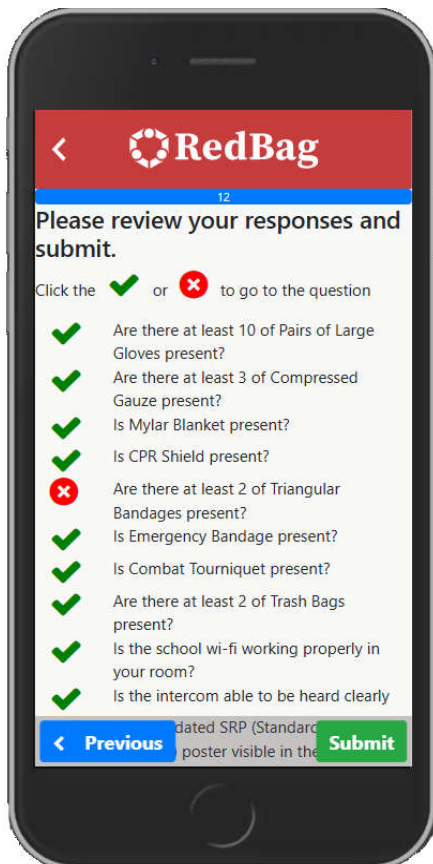 RedBag
12
Please review your responses and
submit.
Click the or to go to the question
Are there at least 10 of Pairs of Large
Gloves present?
Are there at least 3 of Compressed
Gauze present?
Is Mylar Blanket present?
Is CPR Shield present?
Are there at least 2 of Triangular
Bandages present?
Is Emergency Bandage present?
Is Combat Tourniquet present?
Are there at least 2 of Trash Bags
present?
Is the school wi-fi working properly in
your room?
Is the intercom able to be heard clearly
dated SRP (Standard
Previous poster visible in the Submit